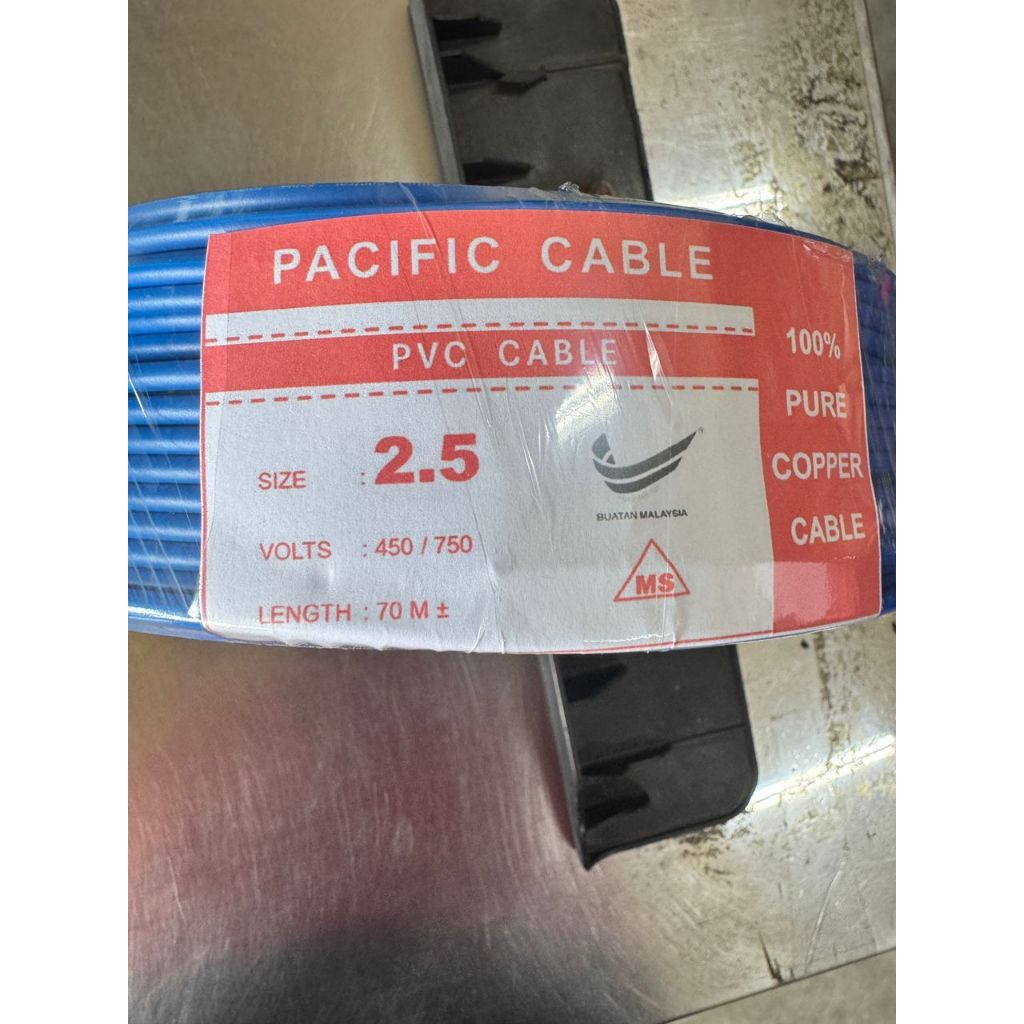 PACIFIC CABLE
PVC CABLE
SIZE : 2.5
VOLTS : 450 / 750
LENGTH : 70 M ±
®
BUATAN MALAYSIA
MS
100%
PURE
COPPER
CABLE